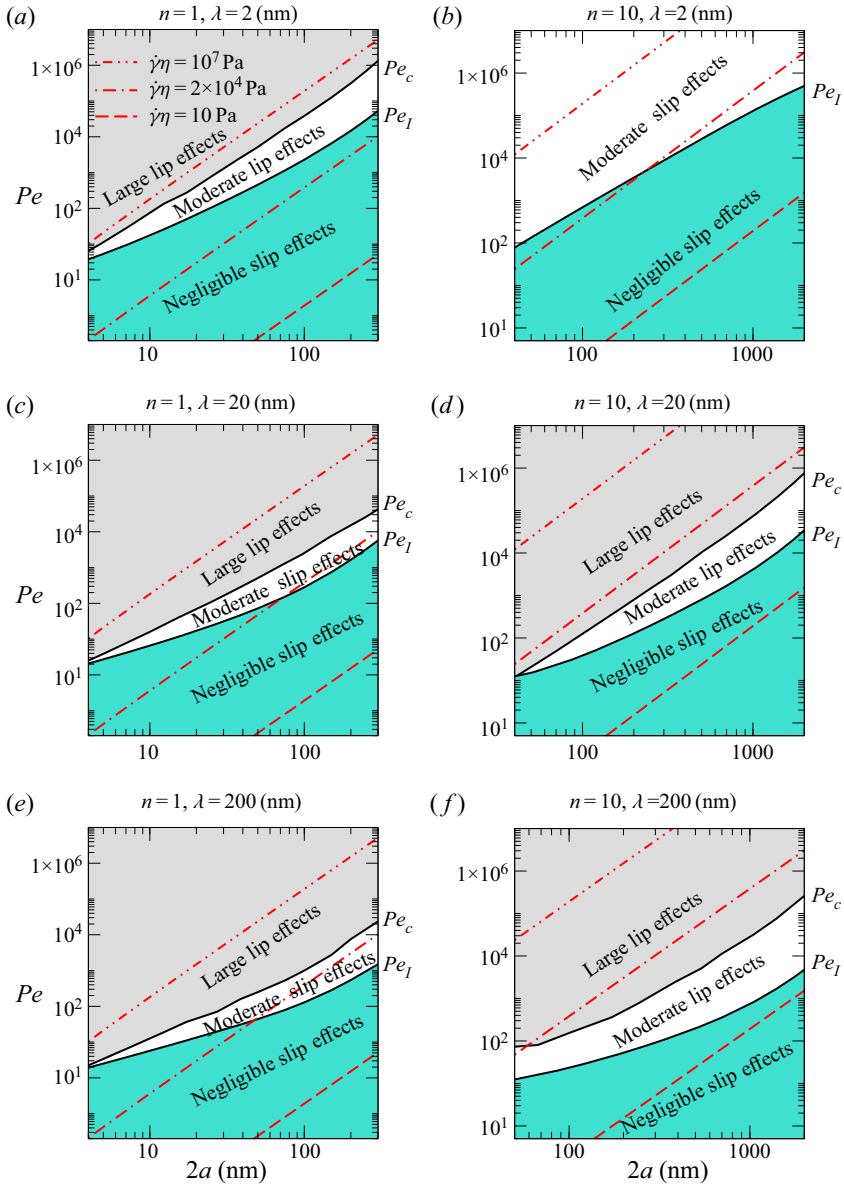 (a) n = 1, λ = 2 (nm)
1×10⁶
10⁴
10²
10¹
Pe
γ̇η = 10⁷ Pa
γ̇η = 2×10⁴ Pa
γ̇η = 10 Pa
Large lip effects
Moderate lip effects
Negligible slip effects
Pe_c
Pe_I
10 100
(b) n = 10, λ = 2 (nm)
1×10⁶
10⁴
10²
10¹
Moderate slip effects
Negligible slip effects
Pe_I
100 1000
(c) n = 1, λ = 20 (nm)
1×10⁶
10⁴
10²
10¹
Pe
Large lip effects
Moderate slip effects
Negligible slip effects
Pe_c
Pe_I
10 100
(d) n = 10, λ = 20 (nm)
1×10⁶
10⁴
10²
10¹
Large lip effects
Moderate lip effects
Negligible slip effects
Pe_c
Pe_I
100 1000
(e) n = 1, λ = 200 (nm)
1×10⁶
10⁴
10²
10¹
Pe
Large lip effects
Moderate slip effects
Negligible slip effects
Pe_c
Pe_I
10 100
2a (nm)
(f) n = 10, λ = 200 (nm)
1×10⁶
10⁴
10²
10¹
Large lip effects
Moderate lip effects
Negligible slip effects
Pe_c
Pe_I
100 1000
2a (nm)